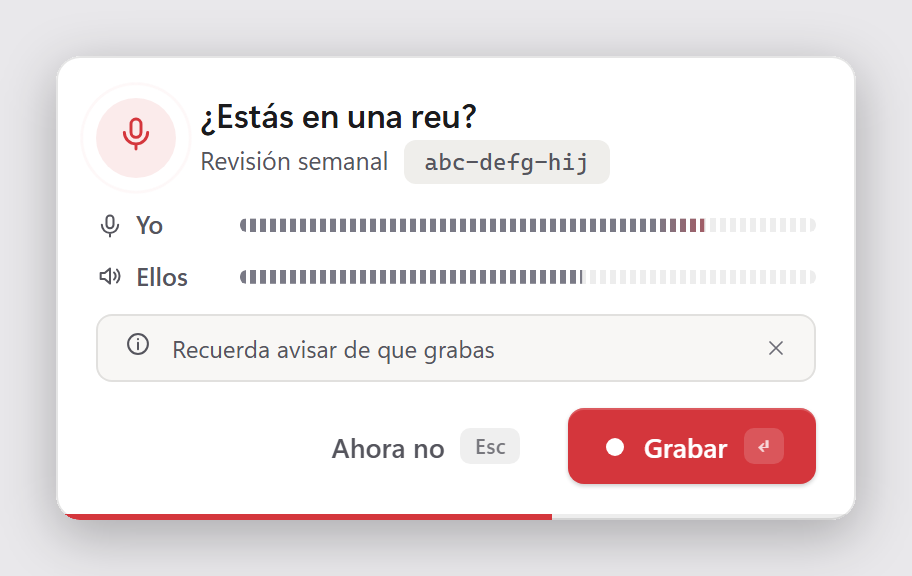 ¿Estás en una reu?
Revisión semanal abc-defg-hij
Yo
Ellos
Recuerda avisar de que grabas
Ahora no Esc Grabar ↵